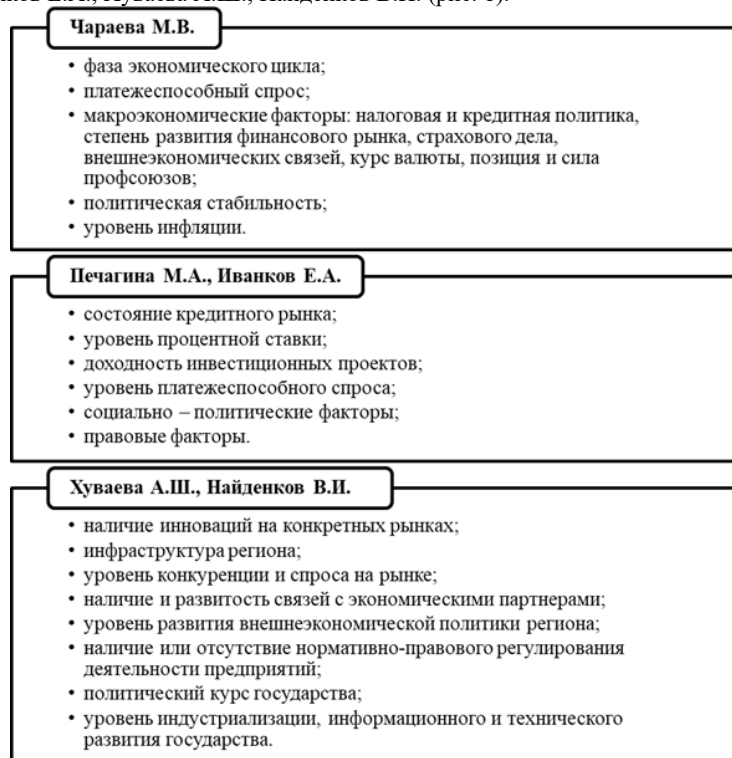 Чараева М.В.
• фаза экономического цикла;
• платежеспособный спрос;
• макроэкономические факторы: налоговая и кредитная политика,
степень развития финансового рынка, страхового дела,
внешнеэкономических связей, курс валюты, позиция и сила
профсоюзов;
• политическая стабильность;
• уровень инфляции.
Печагина М.А., Иванков Е.А.
• состояние кредитного рынка;
• уровень процентной ставки;
• доходность инвестиционных проектов;
• уровень платежеспособного спроса;
• социально – политические факторы;
• правовые факторы.
Хуваева А.Ш., Найденков В.И.
• наличие инноваций на конкретных рынках;
• инфраструктура региона;
• уровень конкуренции и спроса на рынке;
• наличие и развитость связей с экономическими партнерами;
• уровень развития внешнеэкономической политики региона;
• наличие или отсутствие нормативно-правового регулирования
деятельности предприятий;
• политический курс государства;
• уровень индустриализации, информационного и технического
развития государства.